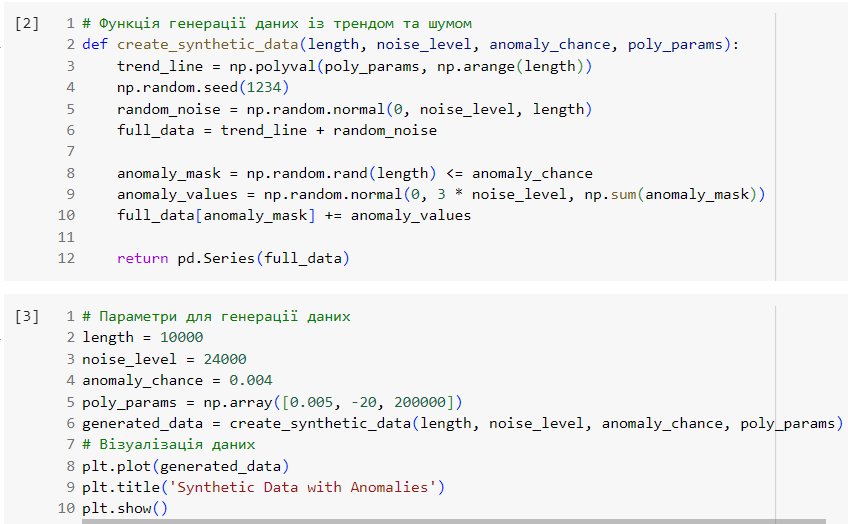 [2] 1 # Функція генерації даних із трендом та шумом
2 def create_synthetic_data(length, noise_level, anomaly_chance, poly_params):
3     trend_line = np.polyval(poly_params, np.arange(length))
4     np.random.seed(1234)
5     random_noise = np.random.normal(0, noise_level, length)
6     full_data = trend_line + random_noise
7
8     anomaly_mask = np.random.rand(length) <= anomaly_chance
9     anomaly_values = np.random.normal(0, 3 * noise_level, np.sum(anomaly_mask))
10     full_data[anomaly_mask] += anomaly_values
11
12     return pd.Series(full_data)
[3] 1 # Параметри для генерації даних
2 length = 10000
3 noise_level = 24000
4 anomaly_chance = 0.004
5 poly_params = np.array([0.005, -20, 200000])
6 generated_data = create_synthetic_data(length, noise_level, anomaly_chance, poly_params)
7 # Візуалізація даних
8 plt.plot(generated_data)
9 plt.title('Synthetic Data with Anomalies')
10 plt.show()